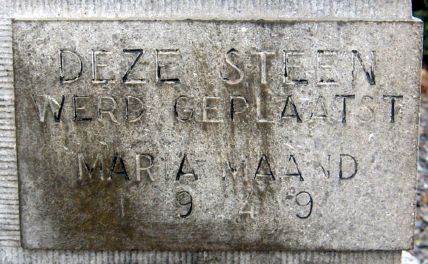 DEZE STEEN
WERD GEPLAATST
MARIA MAAND
1949